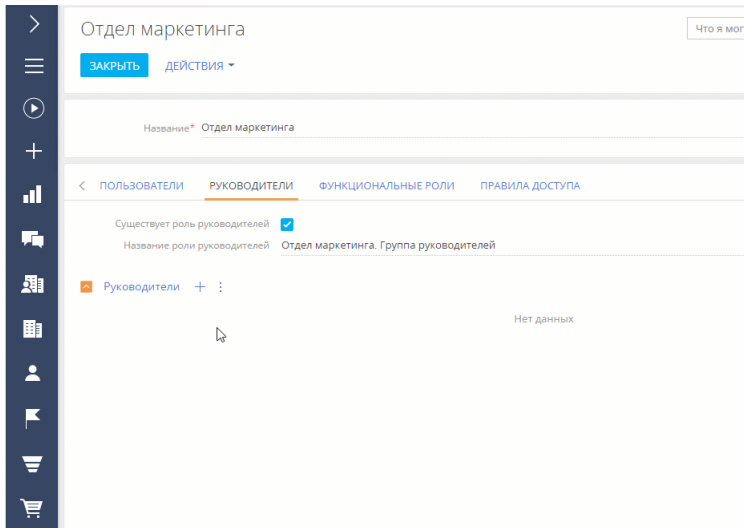 Отдел маркетинга
Что я мог
ЗАКРЫТЬ ДЕЙСТВИЯ
Название* Отдел маркетинга
ПОЛЬЗОВАТЕЛИ РУКОВОДИТЕЛИ ФУНКЦИОНАЛЬНЫЕ РОЛИ ПРАВИЛА ДОСТУПА
Существует роль руководителей
Название роли руководителей Отдел маркетинга. Группа руководителей
Руководители
Нет данных